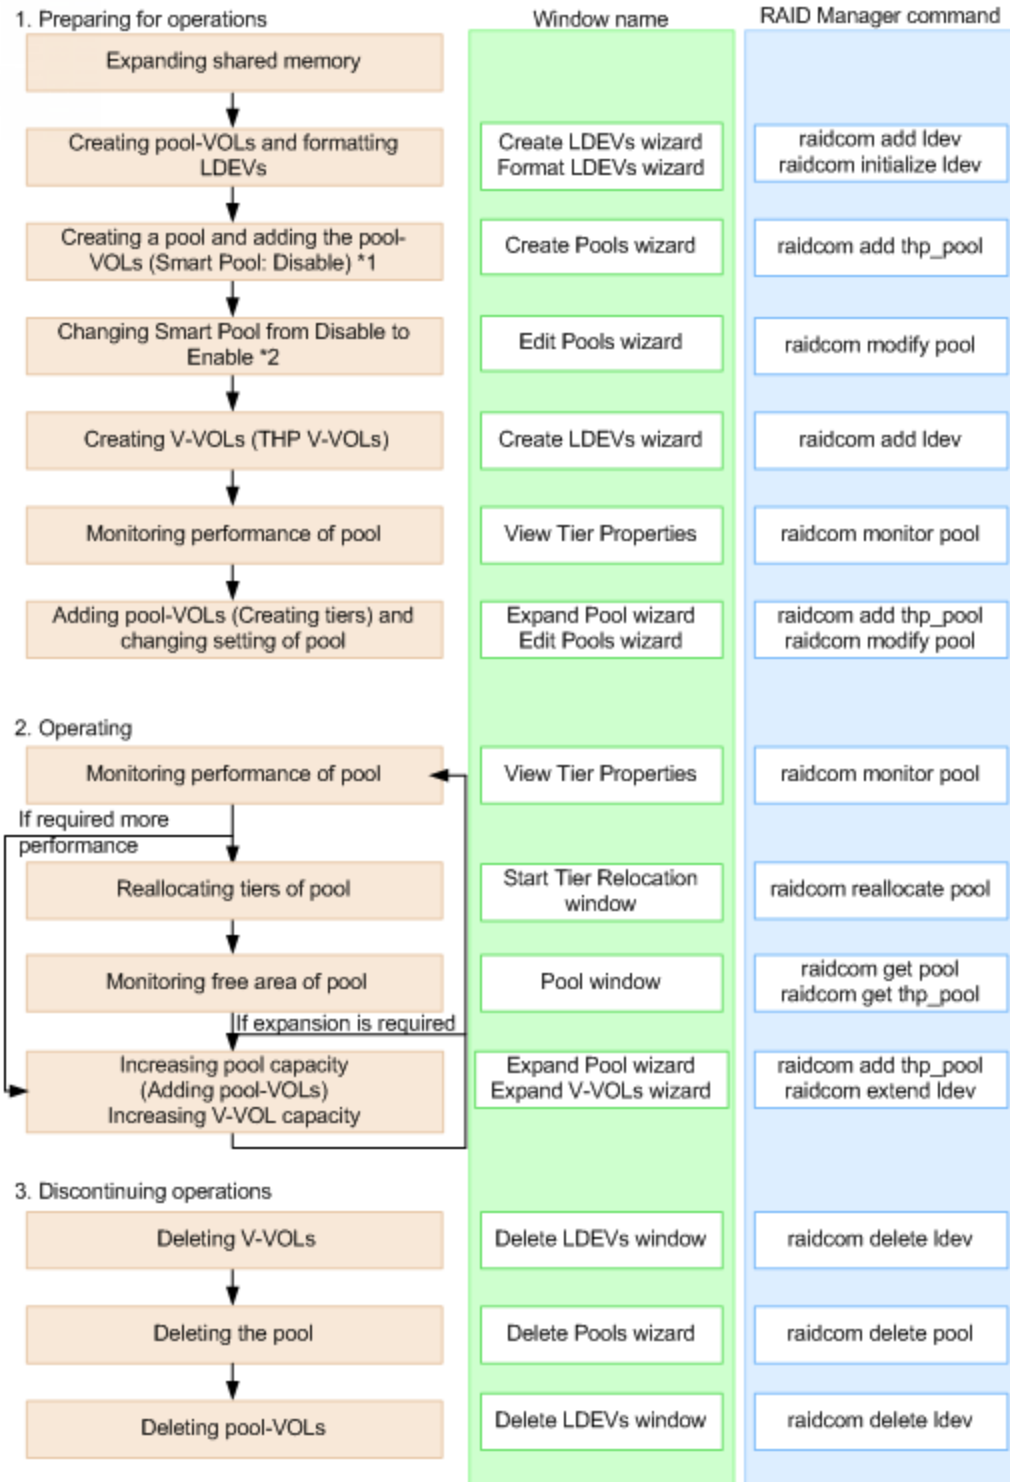 1. Preparing for operations
Window name
RAID Manager command
Expanding shared memory
Creating pool-VOLs and formatting
LDEVs
Create LDEVs wizard
Format LDEVs wizard
raidcom add ldev
raidcom initialize ldev
Creating a pool and adding the pool-
VOLs (Smart Pool: Disable) *1
Create Pools wizard
raidcom add thp_pool
Changing Smart Pool from Disable to
Enable *2
Edit Pools wizard
raidcom modify pool
Creating V-VOLs (THP V-VOLs)
Create LDEVs wizard
raidcom add ldev
Monitoring performance of pool
View Tier Properties
raidcom monitor pool
Adding pool-VOLs (Creating tiers) and
changing setting of pool
Expand Pool wizard
Edit Pools wizard
raidcom add thp_pool
raidcom modify pool
2. Operating
Monitoring performance of pool
View Tier Properties
raidcom monitor pool
If required more
performance
Reallocating tiers of pool
Start Tier Relocation
window
raidcom reallocate pool
Monitoring free area of pool
Pool window
raidcom get pool
raidcom get thp_pool
If expansion is required
Increasing pool capacity
(Adding pool-VOLs)
Increasing V-VOL capacity
Expand Pool wizard
Expand V-VOLs wizard
raidcom add thp_pool
raidcom extend ldev
3. Discontinuing operations
Deleting V-VOLs
Delete LDEVs window
raidcom delete ldev
Deleting the pool
Delete Pools wizard
raidcom delete pool
Deleting pool-VOLs
Delete LDEVs window
raidcom delete ldev